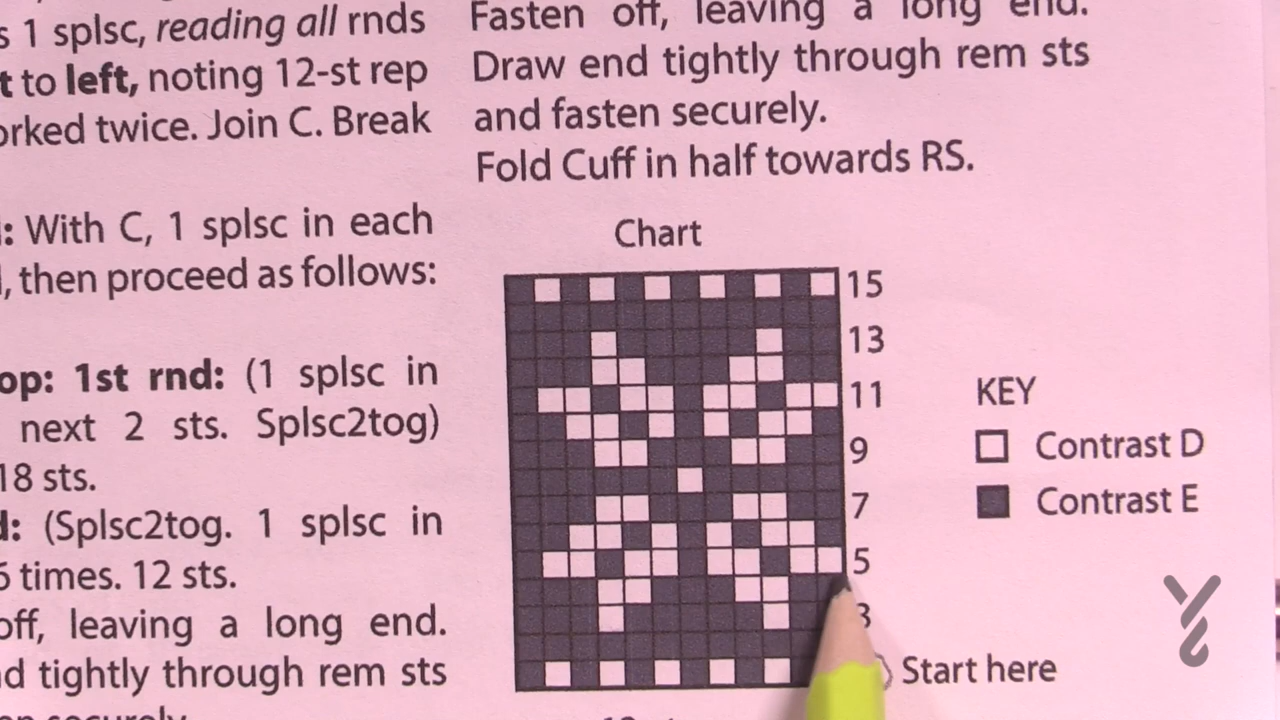 s 1 splsc, reading all rnds
t to left, noting 12-st rep
orked twice. Join C. Break
: With C, 1 splsc in each
, then proceed as follows:
op: 1st rnd: (1 splsc in
next 2 sts. Splsc2tog)
18 sts.
: (Splsc2tog. 1 splsc in
6 times. 12 sts.
off, leaving a long end.
d tightly through rem sts
securely.
Fasten off, leaving a long end.
Draw end tightly through rem sts
and fasten securely.
Fold Cuff in half towards RS.
Chart
15
13
11
9
7
5
3
Start here
KEY
Contrast D
Contrast E